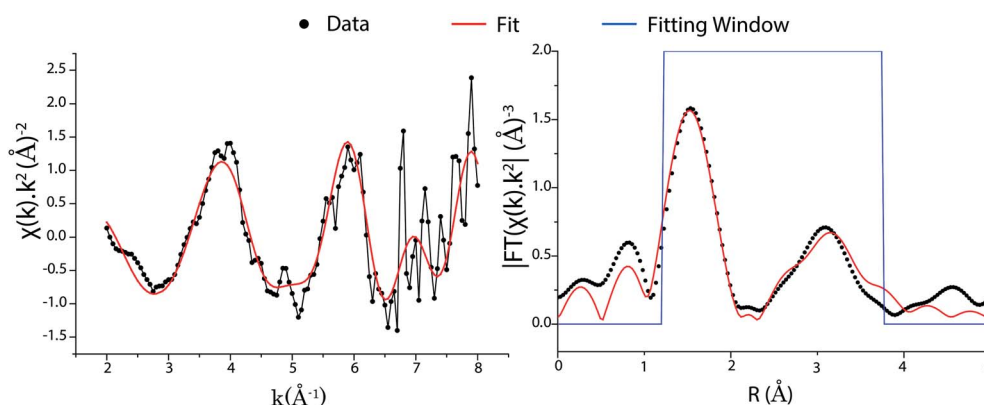 Data
Fit
Fitting Window
χ(k).k² (Å)⁻²
2.5
2.0
1.5
1.0
0.5
0.0
-0.5
-1.0
-1.5
2 3 4 5 6 7 8
k(Å⁻¹)
|FT(χ(k).k²| (Å)⁻³
2.0
1.5
1.0
0.5
0.0
0 1 2 3 4 5
R (Å)